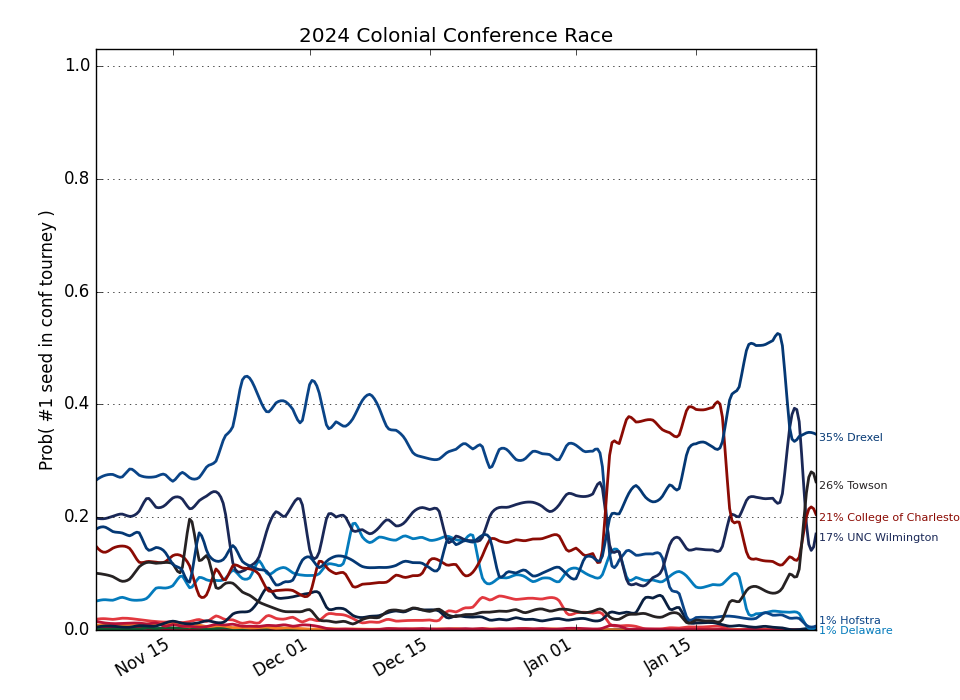 2024 Colonial Conference Race
Prob( #1 seed in conf tourney )
1.0
0.8
0.6
0.4
0.2
0.0
Nov 15
Dec 01
Dec 15
Jan 01
Jan 15
35% Drexel
26% Towson
21% College of Charlesto
17% UNC Wilmington
1% Hofstra
1% Delaware